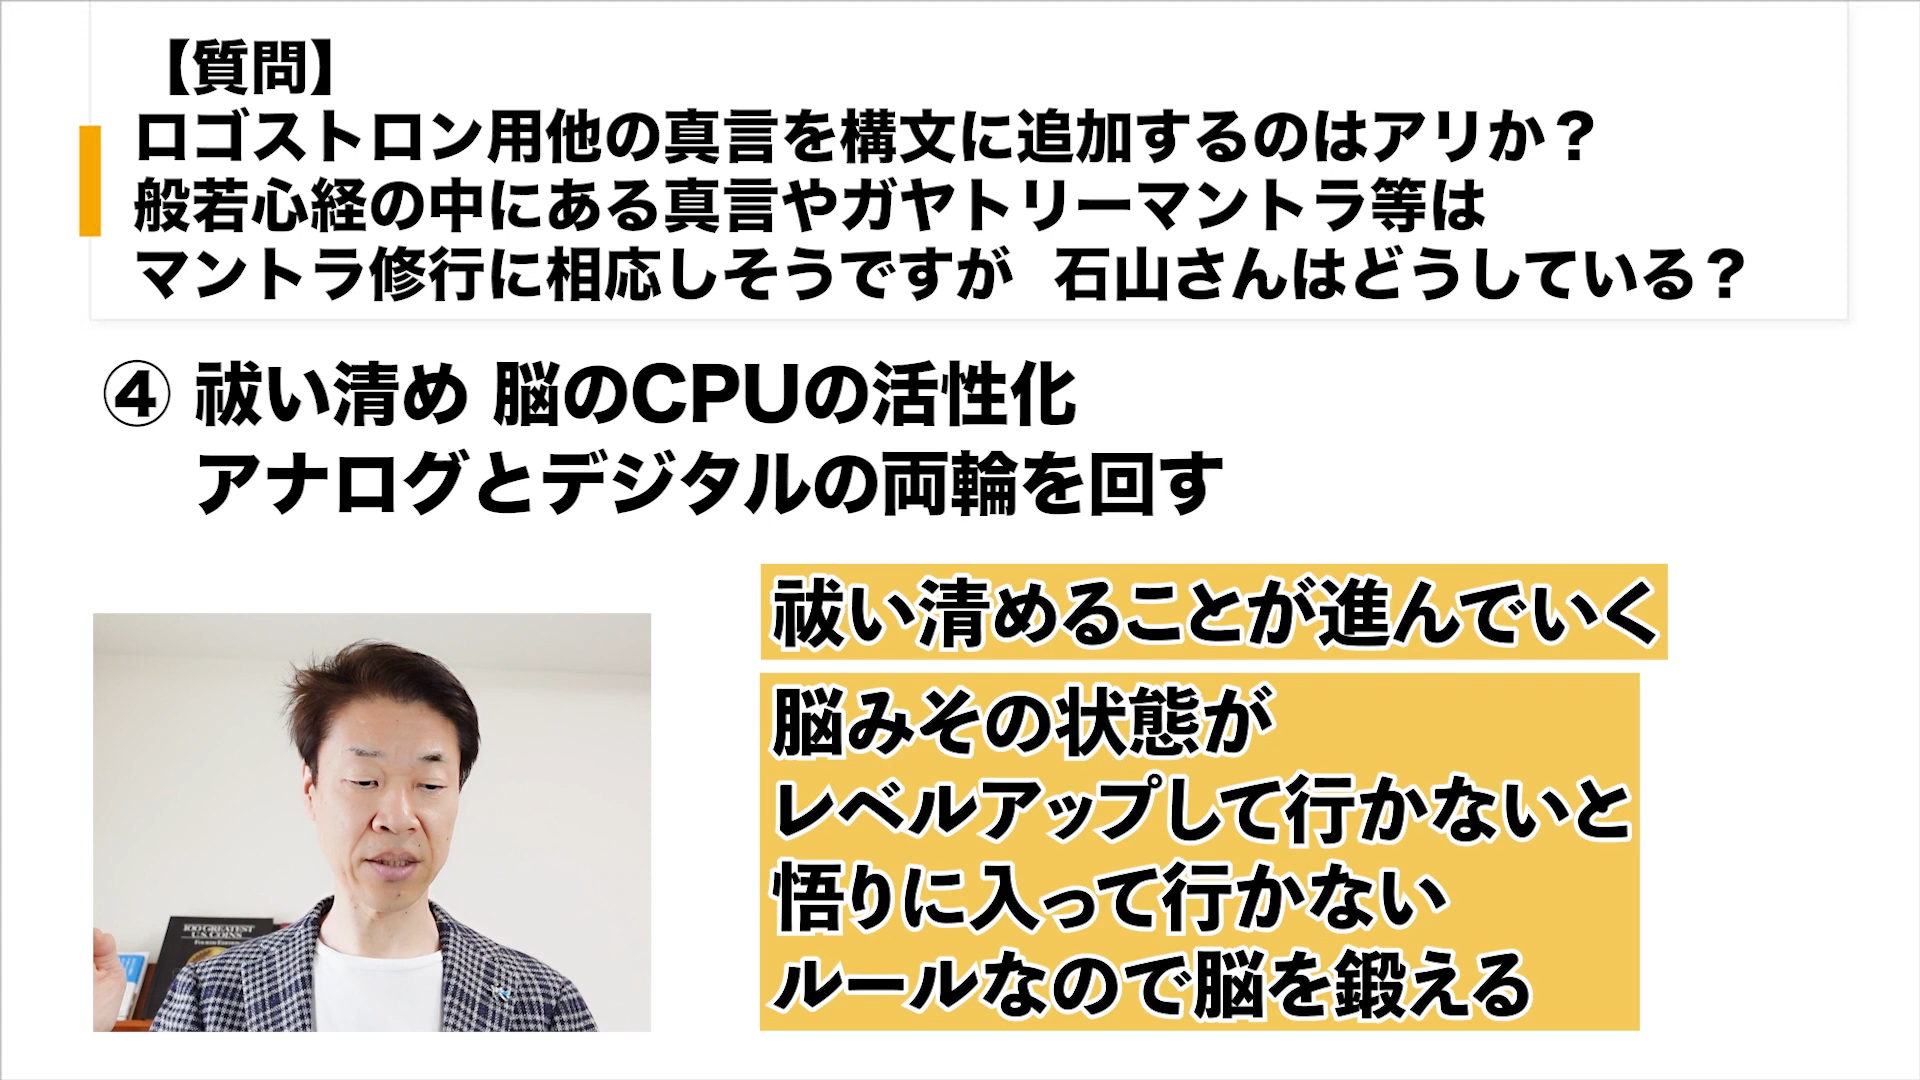 【質問】
ロゴストロン用他の真言を構文に追加するのはアリか？
般若心経の中にある真言やガヤトリーマントラ等は
マントラ修行に相応しそうですが 石山さんはどうしている？
④ 祓い清め 脳のCPUの活性化
アナログとデジタルの両輪を回す
祓い清めることが進んでいく
脳みその状態が
レベルアップして行かないと
悟りに入って行かない
ルールなので脳を鍛える
100 GREATEST
U.S. COINS